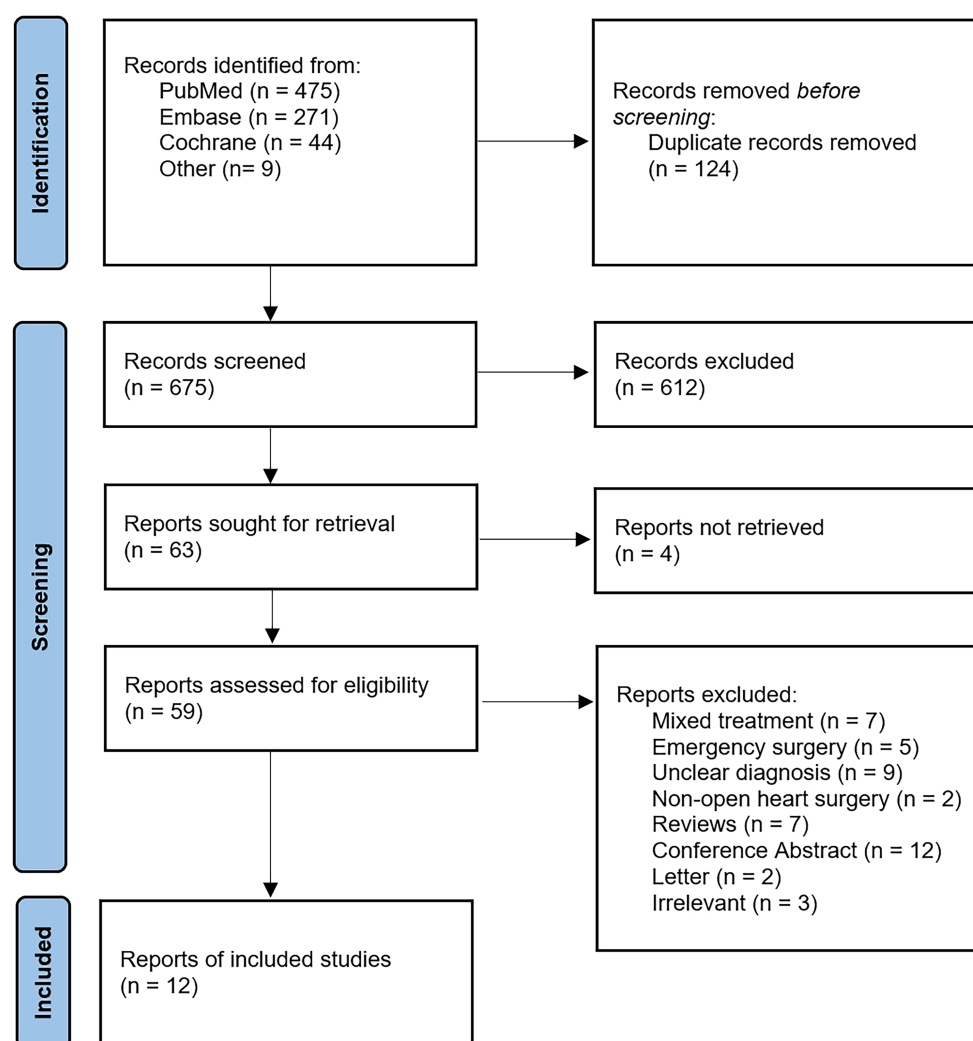 Identification
Records identified from:
PubMed (n = 475)
Embase (n = 271)
Cochrane (n = 44)
Other (n= 9)
Records removed before
screening:
Duplicate records removed
(n = 124)
Screening
Records screened
(n = 675)
Records excluded
(n = 612)
Reports sought for retrieval
(n = 63)
Reports not retrieved
(n = 4)
Reports assessed for eligibility
(n = 59)
Reports excluded:
Mixed treatment (n = 7)
Emergency surgery (n = 5)
Unclear diagnosis (n = 9)
Non-open heart surgery (n = 2)
Reviews (n = 7)
Conference Abstract (n = 12)
Letter (n = 2)
Irrelevant (n = 3)
Included
Reports of included studies
(n = 12)